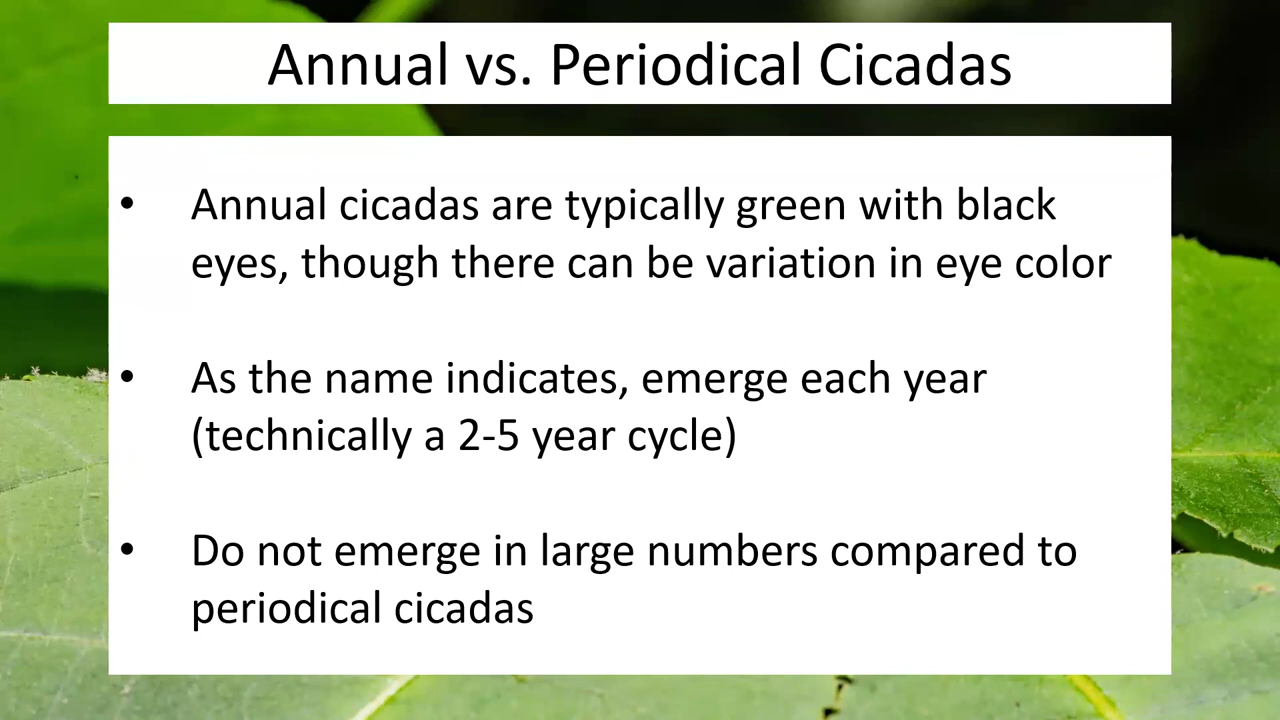 Annual vs. Periodical Cicadas
• Annual cicadas are typically green with black
eyes, though there can be variation in eye color
• As the name indicates, emerge each year
(technically a 2-5 year cycle)
• Do not emerge in large numbers compared to
periodical cicadas